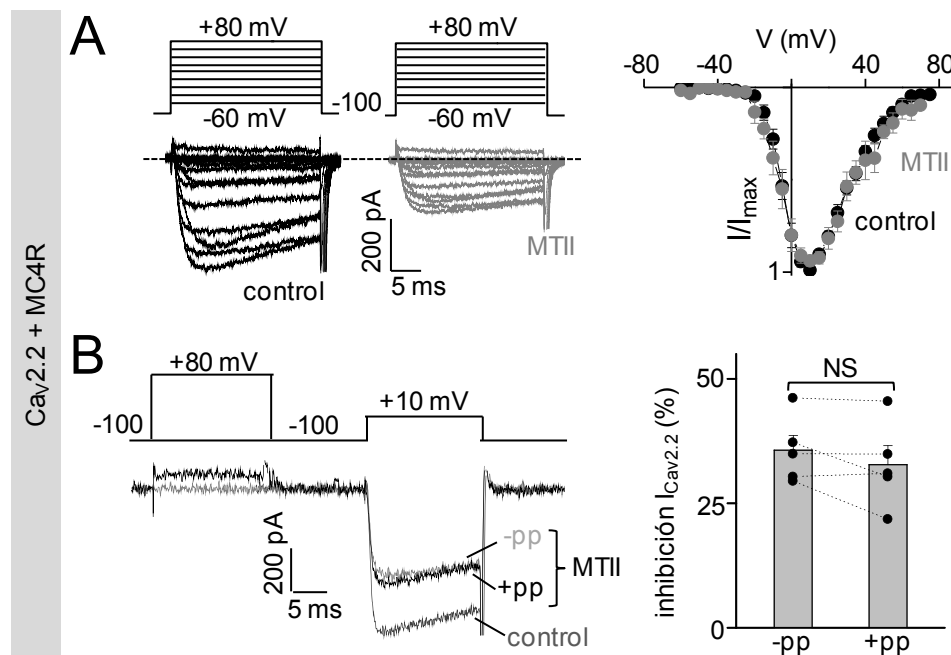 Cav2.2 + MC4R
A
+80 mV
-60 mV
-100
+80 mV
-60 mV
200 pA
5 ms
control
MTII
V (mV)
-80 -40 40 80
I/Imax
1
MTII
control
B
+80 mV
-100 -100
+10 mV
200 pA
5 ms
-pp
+pp
MTII
control
inhibición ICav2.2 (%)
50
25
0
NS
-pp +pp